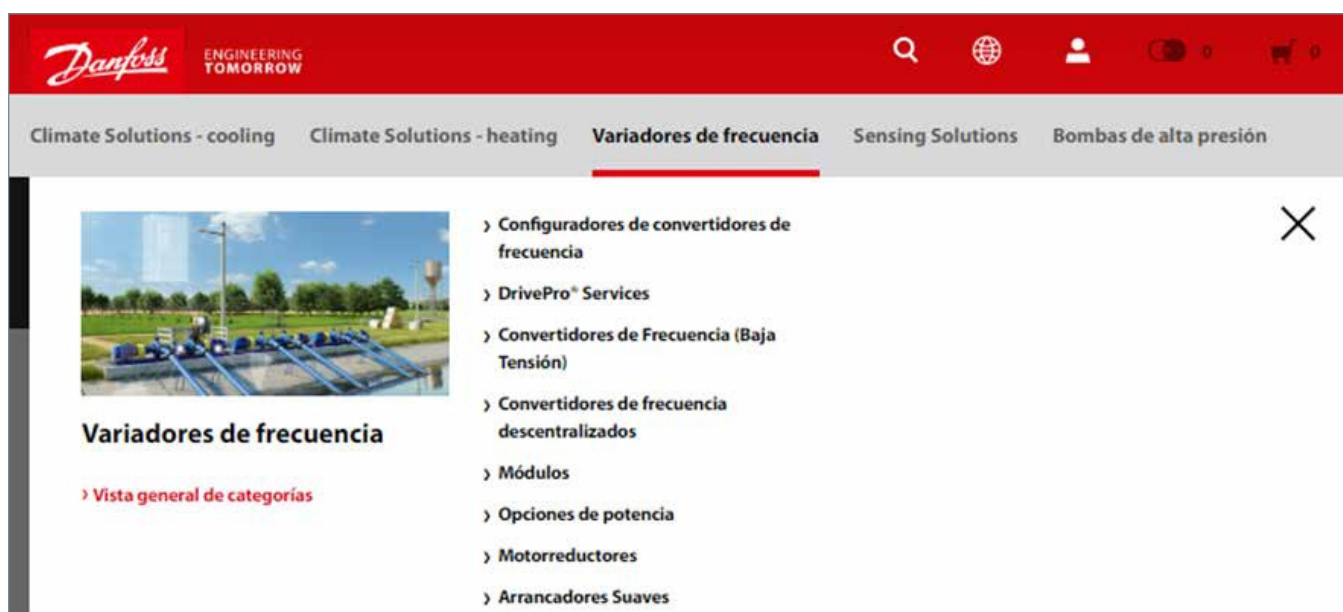 Danfoss
ENGINEERING
TOMORROW
0
0
Climate Solutions - cooling
Climate Solutions - heating
Variadores de frecuencia
Sensing Solutions
Bombas de alta presión
Variadores de frecuencia
› Vista general de categorías
› Configuradores de convertidores de
frecuencia
› DrivePro® Services
› Convertidores de Frecuencia (Baja
Tensión)
› Convertidores de frecuencia
descentralizados
› Módulos
› Opciones de potencia
› Motorreductores
› Arrancadores Suaves